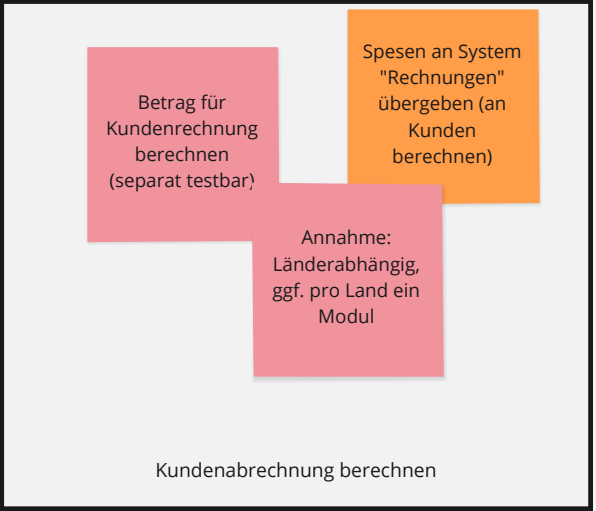 Betrag für
Kundenrechnung
berechnen
(separat testbar)
Spesen an System
"Rechnungen"
übergeben (an
Kunden
berechnen)
Annahme:
Länderabhängig,
ggf. pro Land ein
Modul
Kundenabrechnung berechnen